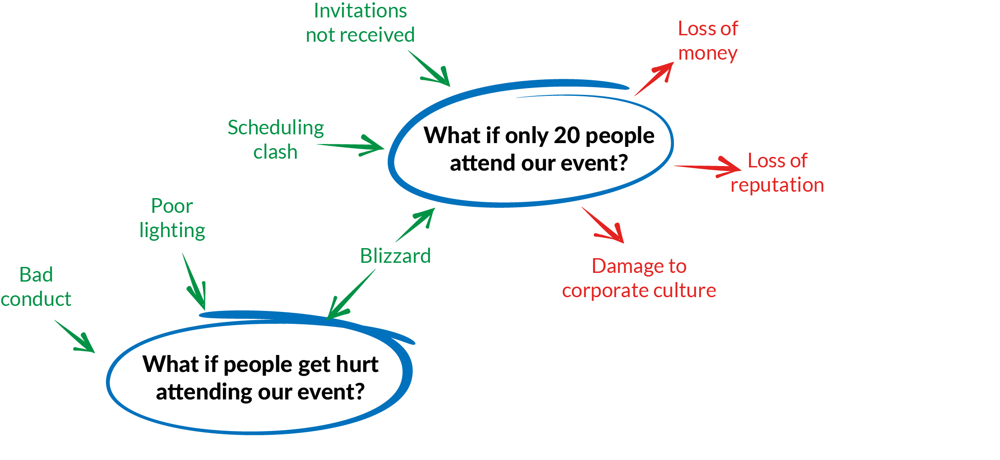 Invitations
not received
Loss of
money
Scheduling
clash
What if only 20 people
attend our event?
Loss of
reputation
Poor
lighting
Blizzard
Bad
conduct
Damage to
corporate culture
What if people get hurt
attending our event?